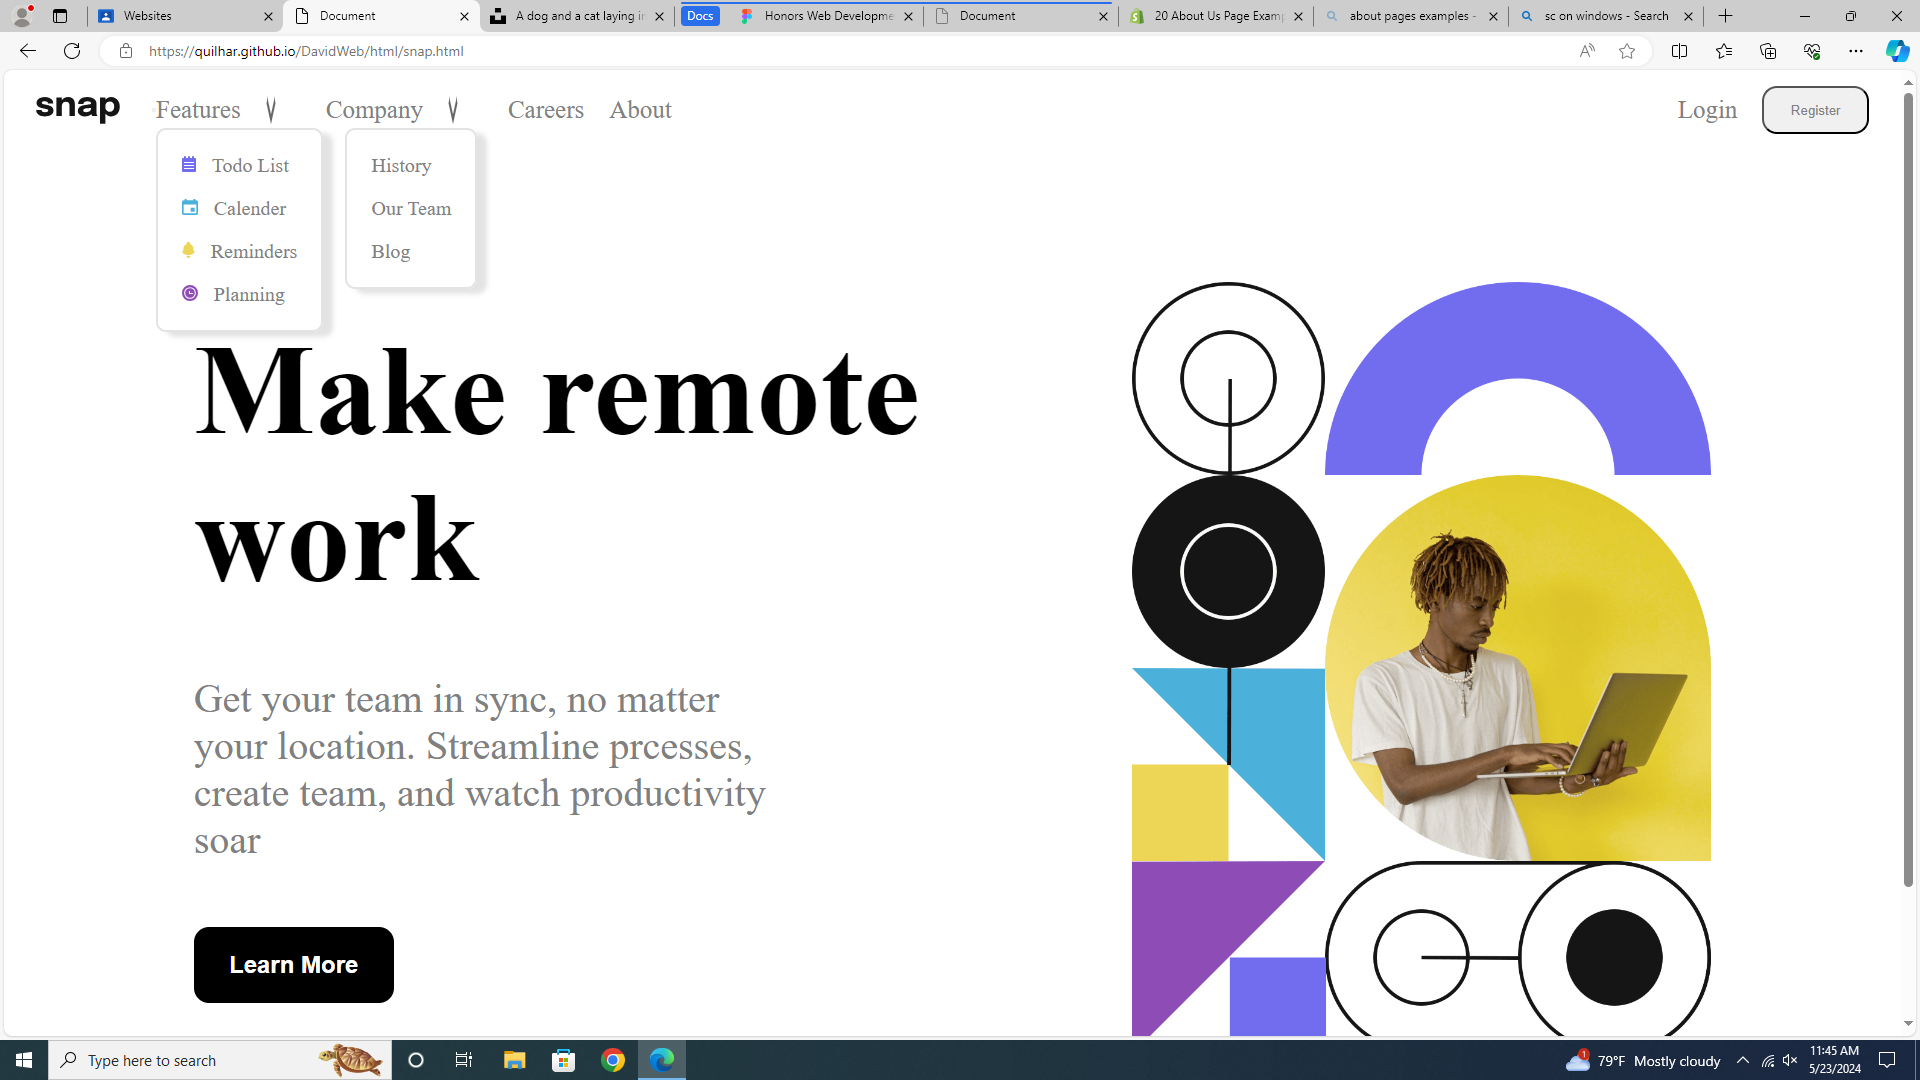 Websites
Document
A dog and a cat laying in
Docs
Honors Web Developme
Document
20 About Us Page Examp
about pages examples -
sc on windows - Search
https://quilhar.github.io/DavidWeb/html/snap.html
snap
Features
Company
Careers
About
Login
Register
Todo List
Calender
Reminders
Planning
History
Our Team
Blog
Make remote
work
Get your team in sync, no matter
your location. Streamline prcesses,
create team, and watch productivity
soar
Learn More
Type here to search
1
79°F Mostly cloudy
11:45 AM
5/23/2024